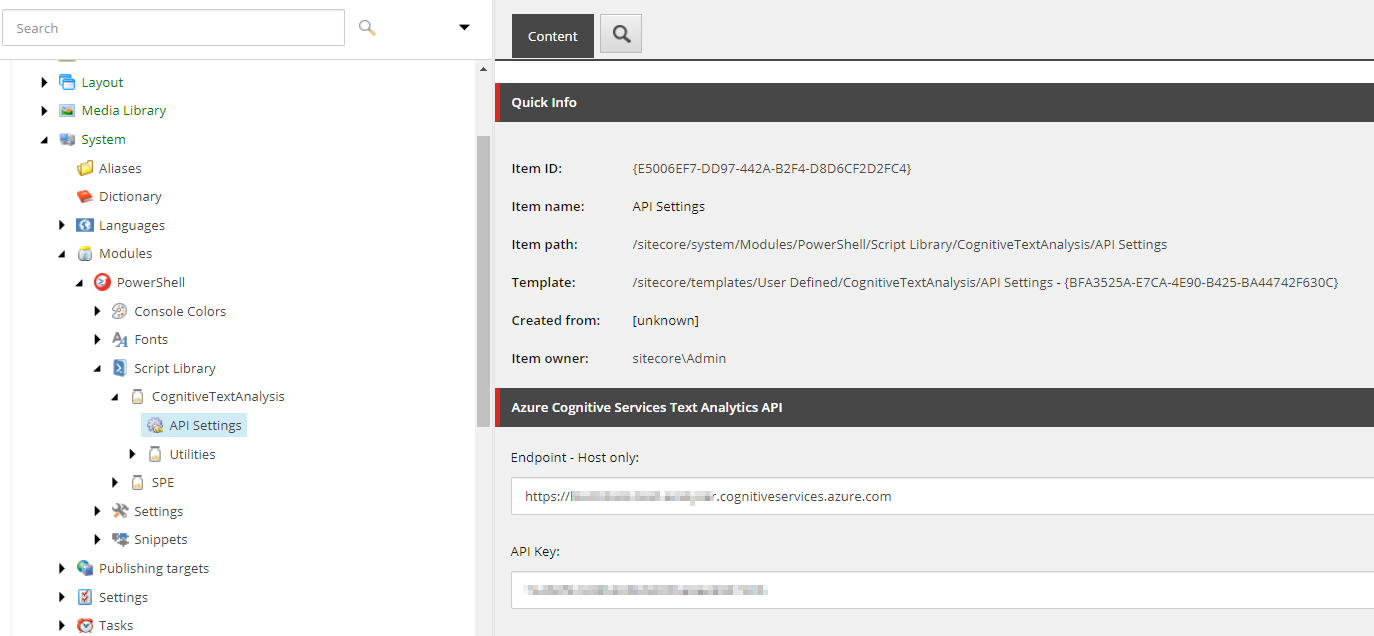 Search
Layout
Media Library
System
Aliases
Dictionary
Languages
Modules
PowerShell
Console Colors
Fonts
Script Library
CognitiveTextAnalysis
API Settings
Utilities
SPE
Settings
Snippets
Publishing targets
Settings
Tasks
Content
Quick Info
Item ID: {E5006EF7-DD97-442A-B2F4-D8D6CF2D2FC4}
Item name: API Settings
Item path: /sitecore/system/Modules/PowerShell/Script Library/CognitiveTextAnalysis/API Settings
Template: /sitecore/templates/User Defined/CognitiveTextAnalysis/API Settings - {BFA3525A-E7CA-4E90-B425-BA44742F630C}
Created from: [unknown]
Item owner: sitecore\Admin
Azure Cognitive Services Text Analytics API
Endpoint - Host only:
https:// .cognitiveservices.azure.com
API Key: